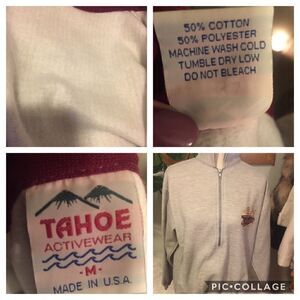 50% COTTON
50% POLYESTER
MACHINE WASH COLD
TUMBLE DRY LOW
DO NOT BLEACH
TAHOE
ACTIVEWEAR
-M-
MADE IN U.S.A.
PIC•COLLAGE